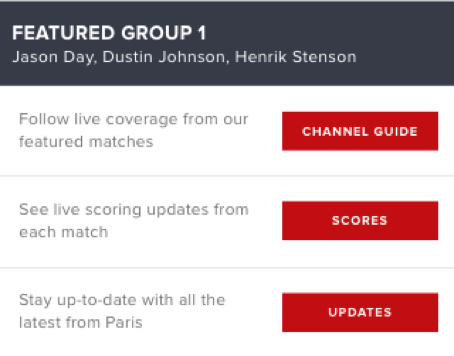 FEATURED GROUP 1
Jason Day, Dustin Johnson, Henrik Stenson
Follow live coverage from our
featured matches
CHANNEL GUIDE
See live scoring updates from
each match
SCORES
Stay up-to-date with all the
latest from Paris
UPDATES